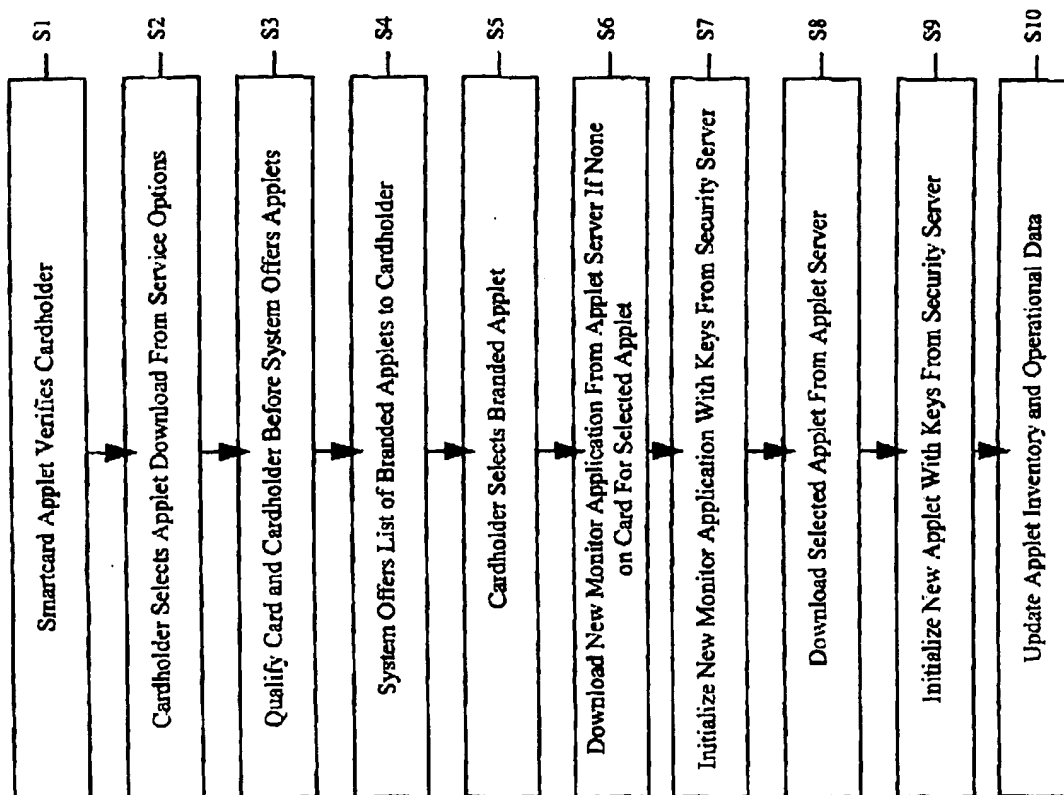 Smartcard Applet Verifies Cardholder
S1
Cardholder Selects Applet Download From Service Options
S2
Qualify Card and Cardholder Before System Offers Applets
S3
System Offers List of Branded Applets to Cardholder
S4
Cardholder Selects Branded Applet
S5
Download New Monitor Application From Applet Server If None
on Card For Selected Applet
S6
Initialize New Monitor Application With Keys From Security Server
S7
Download Selected Applet From Applet Server
S8
Initialize New Applet With Keys From Security Server
S9
Update Applet Inventory and Operational Data
S10